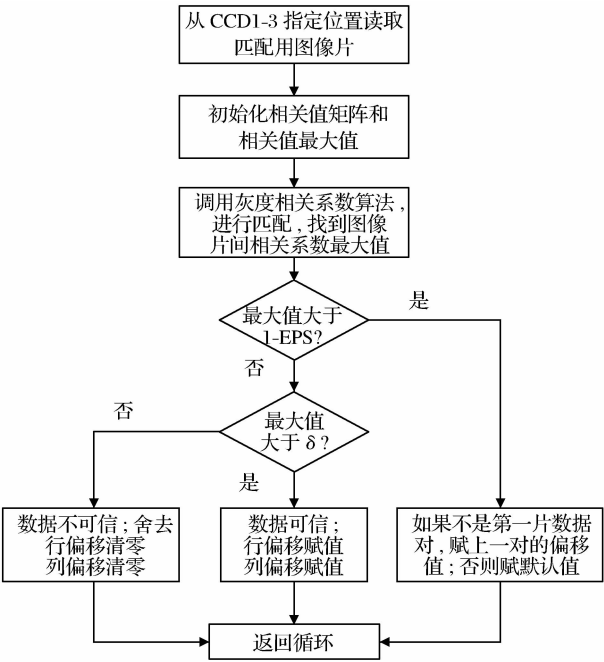 从 CCD1-3 指定位置读取
匹配用图像片
初始化相关值矩阵和
相关值最大值
调用灰度相关系数算法,
进行匹配,找到图像
片间相关系数最大值
最大值大于
1-EPS?
是
否
最大值
大于 δ?
否
是
数据不可信;舍去
行偏移清零
列偏移清零
数据可信;
行偏移赋值
列偏移赋值
如果不是第一片数据
对,赋上一对的偏移
值;否则赋默认值
返回循环